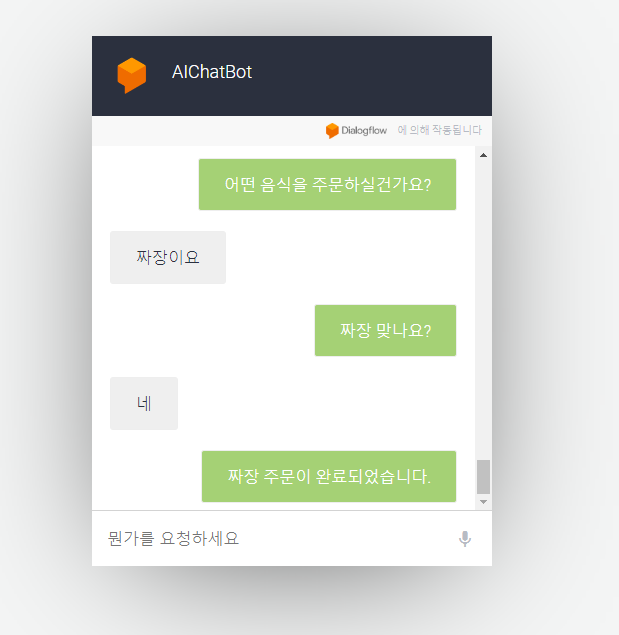 AIChatBot
Dialogflow 에 의해 작동됩니다
어떤 음식을 주문하실건가요?
짜장이요
짜장 맞나요?
네
짜장 주문이 완료되었습니다.
뭔가를 요청하세요